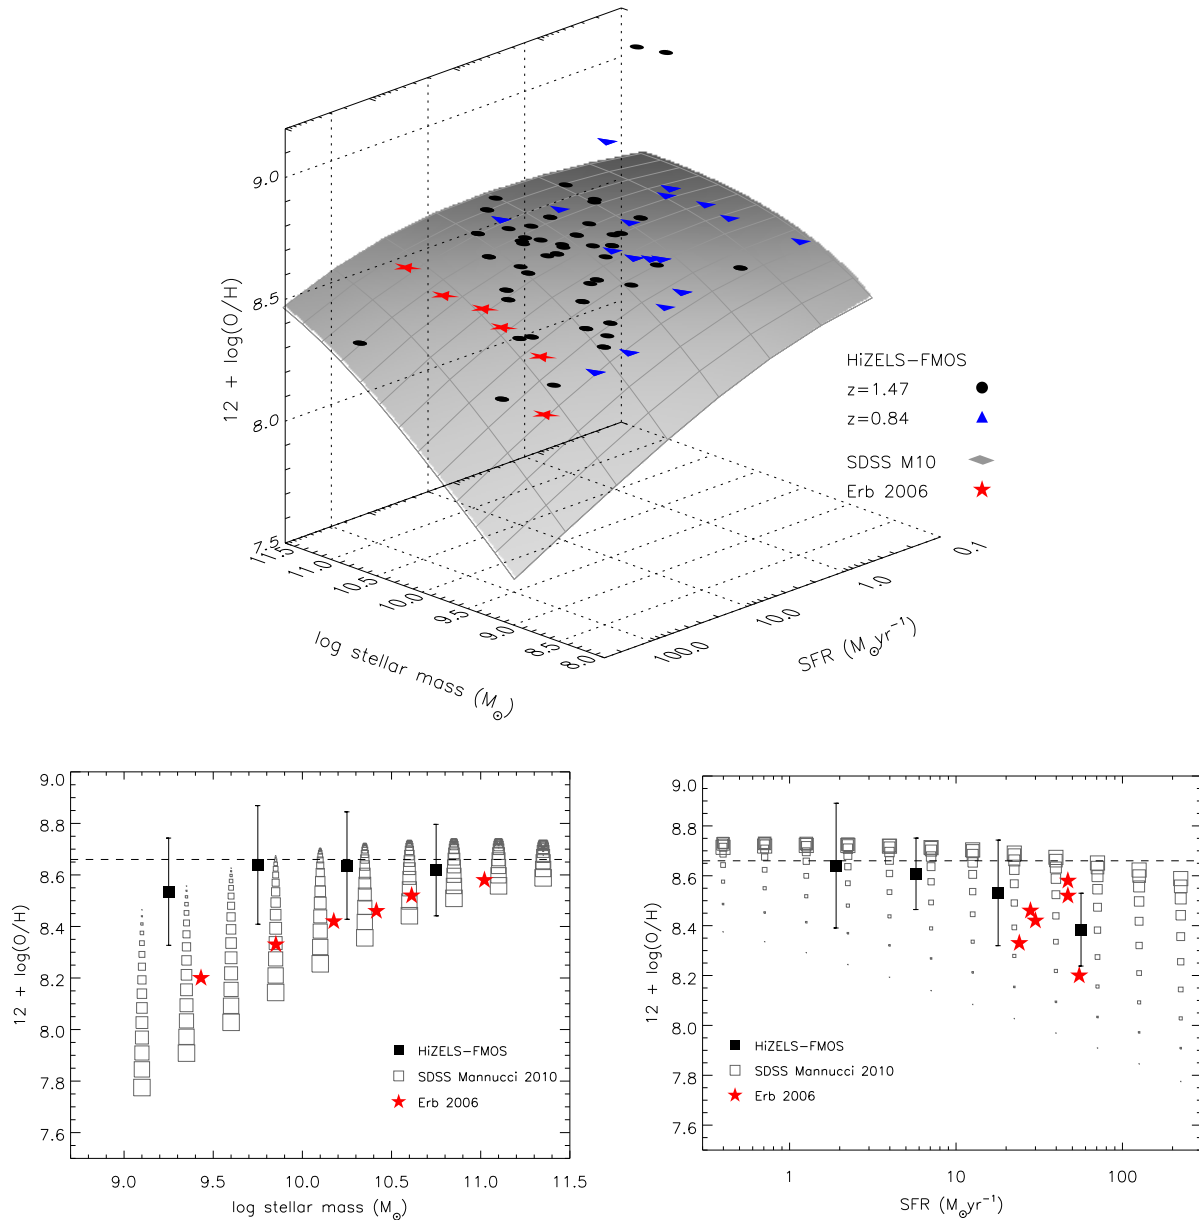 9.0
8.5
8.0
7.5
12 + log(O/H)
11.5
11.0
10.5
10.0
9.5
9.0
8.5
8.0
log stellar mass (M⊙)
100.0
10.0
1.0
0.1
SFR (M⊙yr⁻¹)
HiZELS-FMOS
z=1.47
z=0.84
SDSS M10
Erb 2006
9.0
8.8
8.6
8.4
8.2
8.0
7.8
7.6
12 + log(O/H)
HiZELS-FMOS
SDSS Mannucci 2010
Erb 2006
9.0 9.5 10.0 10.5 11.0 11.5
log stellar mass (M⊙)
9.0
8.8
8.6
8.4
8.2
8.0
7.8
7.6
12 + log(O/H)
HiZELS-FMOS
SDSS Mannucci 2010
Erb 2006
1 10 100
SFR (M⊙yr⁻¹)